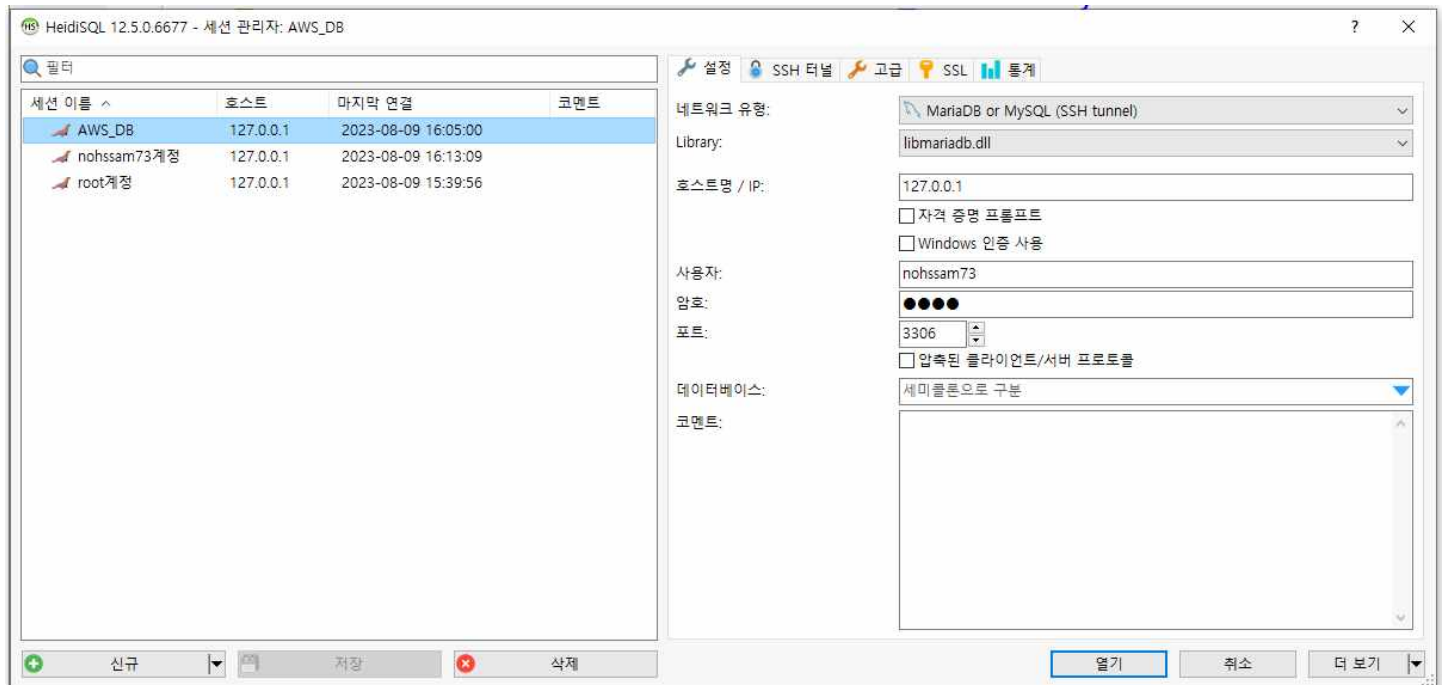 HeidiSQL 12.5.0.6677 - 세션 관리자: AWS_DB
필터
세션 이름 호스트 마지막 연결 코멘트
AWS_DB 127.0.0.1 2023-08-09 16:05:00
nohssam73계정 127.0.0.1 2023-08-09 16:13:09
root계정 127.0.0.1 2023-08-09 15:39:56
신규 저장 삭제
설정 SSH 터널 고급 SSL 통계
네트워크 유형: MariaDB or MySQL (SSH tunnel)
Library: libmariadb.dll
호스트명 / IP: 127.0.0.1
자격 증명 프롬프트
Windows 인증 사용
사용자: nohssam73
암호: ●●●●
포트: 3306
압축된 클라이언트/서버 프로토콜
데이터베이스: 세미콜론으로 구분
코멘트:
열기 취소 더 보기